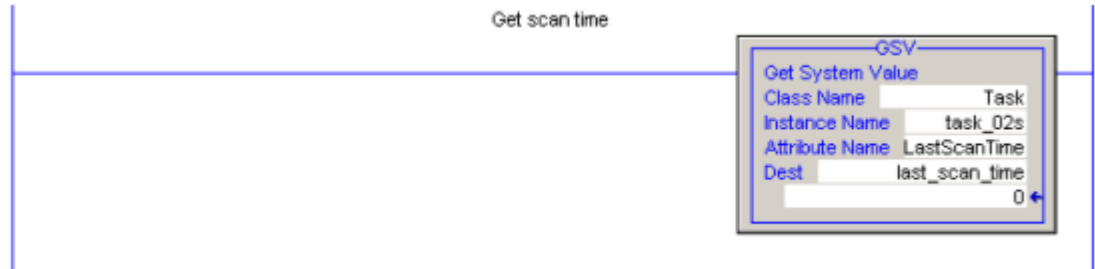 Get scan time
GSV
Get System Value
Class Name Task
Instance Name task_02s
Attribute Name LastScanTime
Dest last_scan_time
0